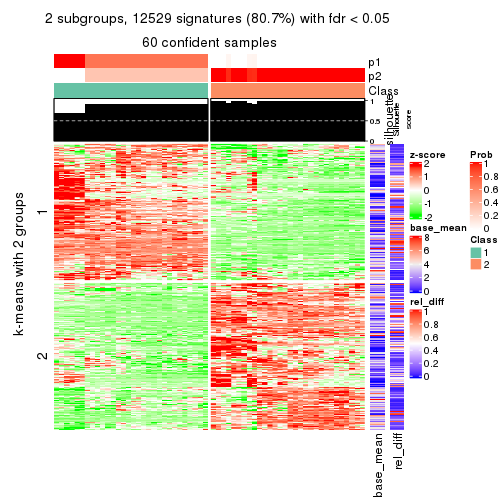 2 subgroups, 12529 signatures (80.7%) with fdr < 0.05
60 confident samples
p1
p2
Class
silhouette
Silhouette
score
1
0.5
0
k-means with 2 groups
1
2
base_mean
rel_diff
z-score
2
1
0
-1
-2
base_mean
8
6
4
2
0
rel_diff
1
0.8
0.6
0.4
0.2
0
Prob
1
0.8
0.6
0.4
0.2
0
Class
1
2